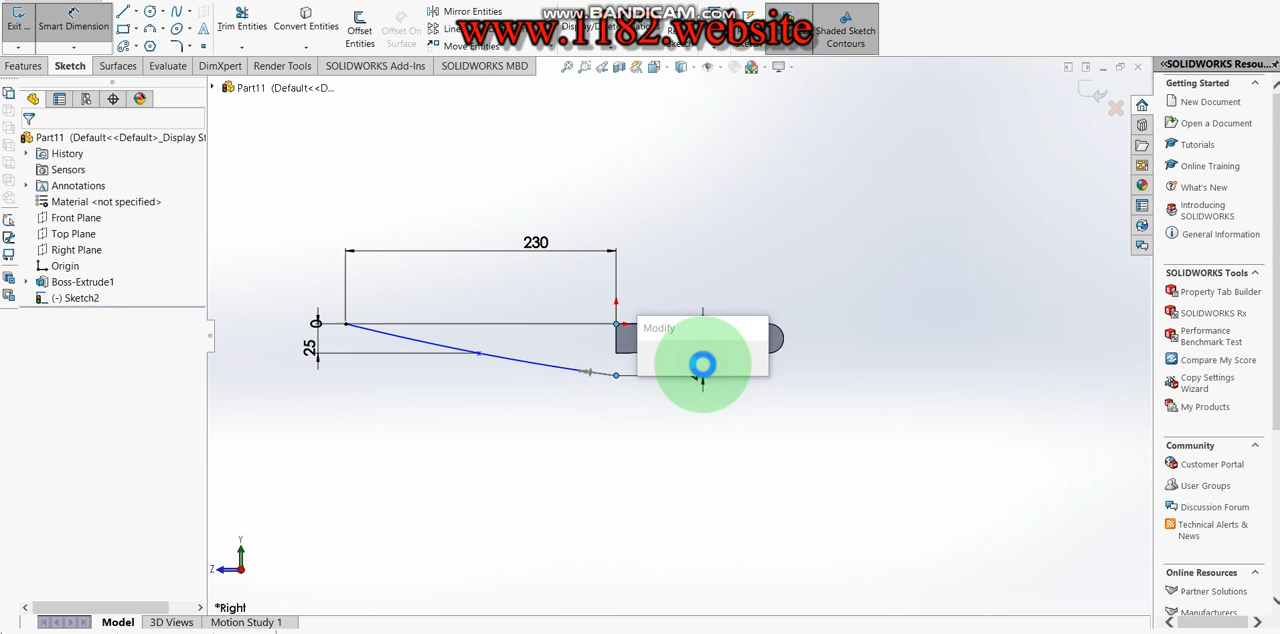 www.BANDICAM.com
www.1182.website
Exit ...
Smart Dimension
Trim Entities
Convert Entities
Offset
Entities
Offset On
Surface
Mirror Entities
Move Entities
Shaded Sketch
Contours
Features
Sketch
Surfaces
Evaluate
DimXpert
Render Tools
SOLIDWORKS Add-Ins
SOLIDWORKS MBD
Part11 (Default<<D...
Part11 (Default<<Default>_Display St
History
Sensors
Annotations
Material <not specified>
Front Plane
Top Plane
Right Plane
Origin
Boss-Extrude1
(-) Sketch2
230
0
25
Modify
Y
Z
*Right
Model
3D Views
Motion Study 1
SOLIDWORKS Resou...
Getting Started
New Document
Open a Document
Tutorials
Online Training
What's New
Introducing
SOLIDWORKS
General Information
SOLIDWORKS Tools
Property Tab Builder
SOLIDWORKS Rx
Performance
Benchmark Test
Compare My Score
Copy Settings
Wizard
My Products
Community
Customer Portal
User Groups
Discussion Forum
Technical Alerts &
News
Online Resources
Partner Solutions
Manufacturers